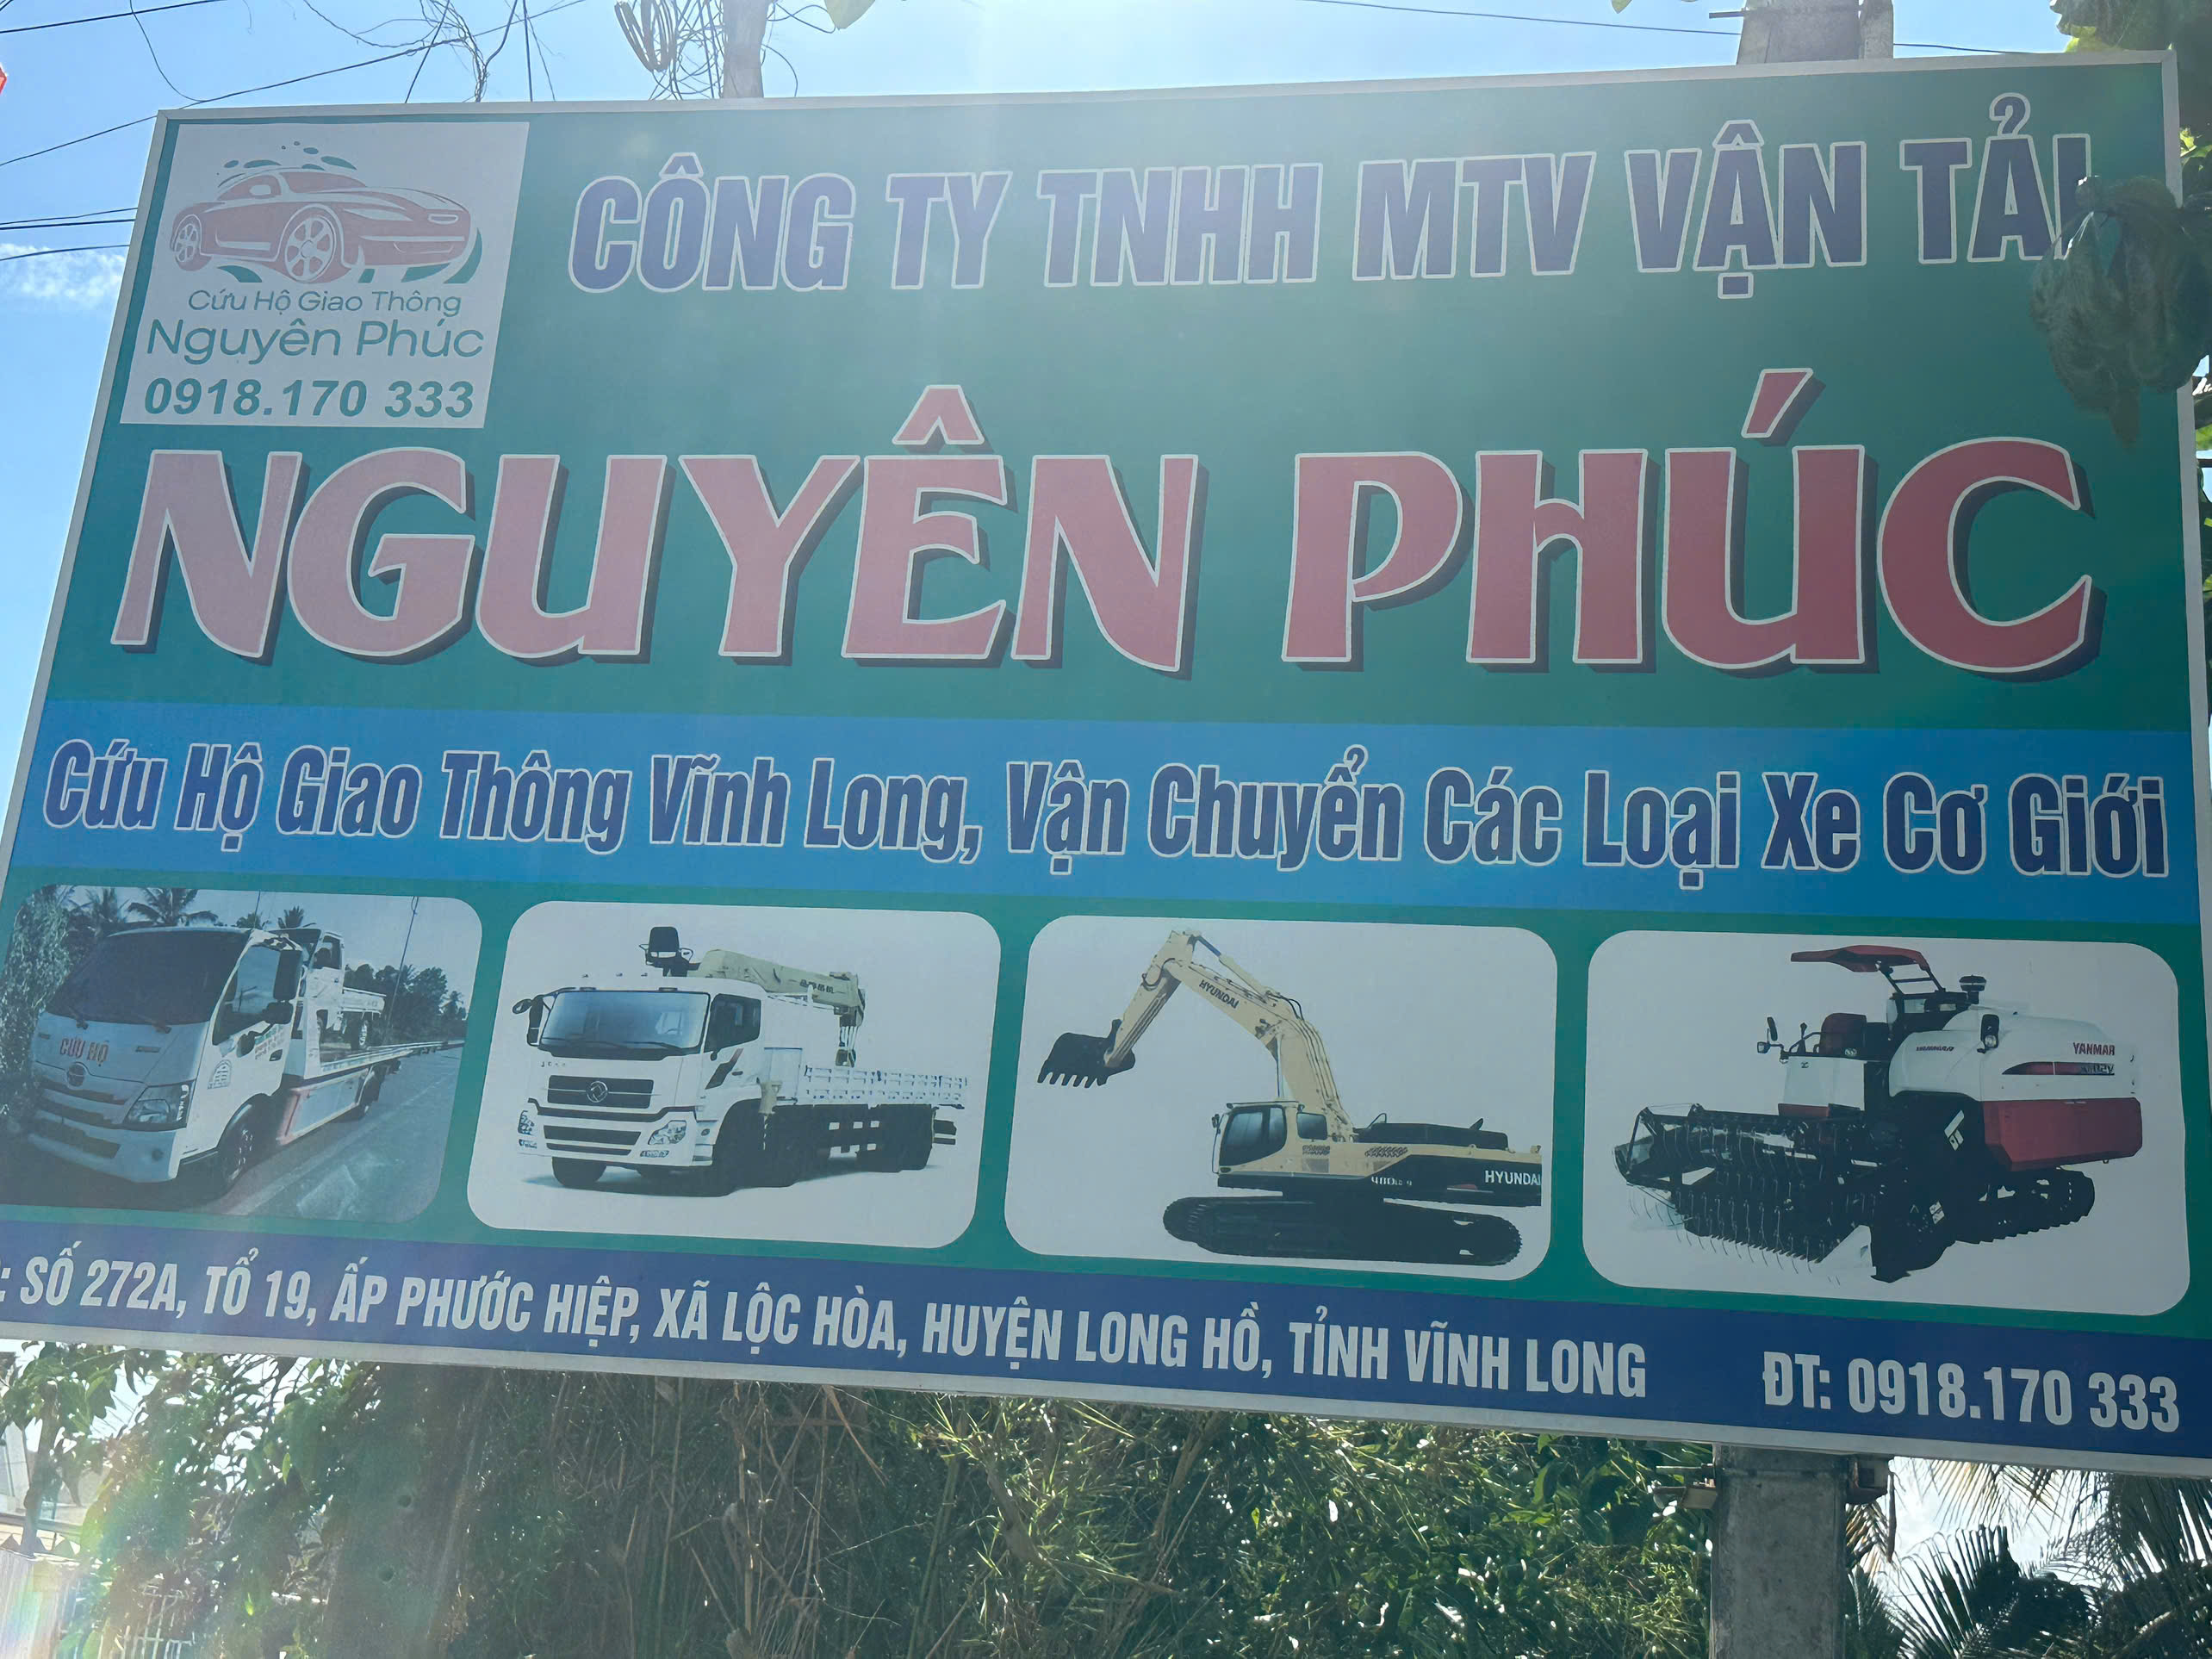 CÔNG TY TNHH MTV VẬN TẢI
Cứu Hộ Giao Thông
Nguyên Phúc
0918.170 333
NGUYÊN PHÚC
Cứu Hộ Giao Thông Vĩnh Long, Vận Chuyển Các Loại Xe Cơ Giới
CỨU HỘ
HYUNDAI
HYUNDAI
YANMAR
YANMAR
: SỐ 272A, TỔ 19, ẤP PHƯỚC HIỆP, XÃ LỘC HÒA, HUYỆN LONG HỒ, TỈNH VĨNH LONG ĐT: 0918.170 333